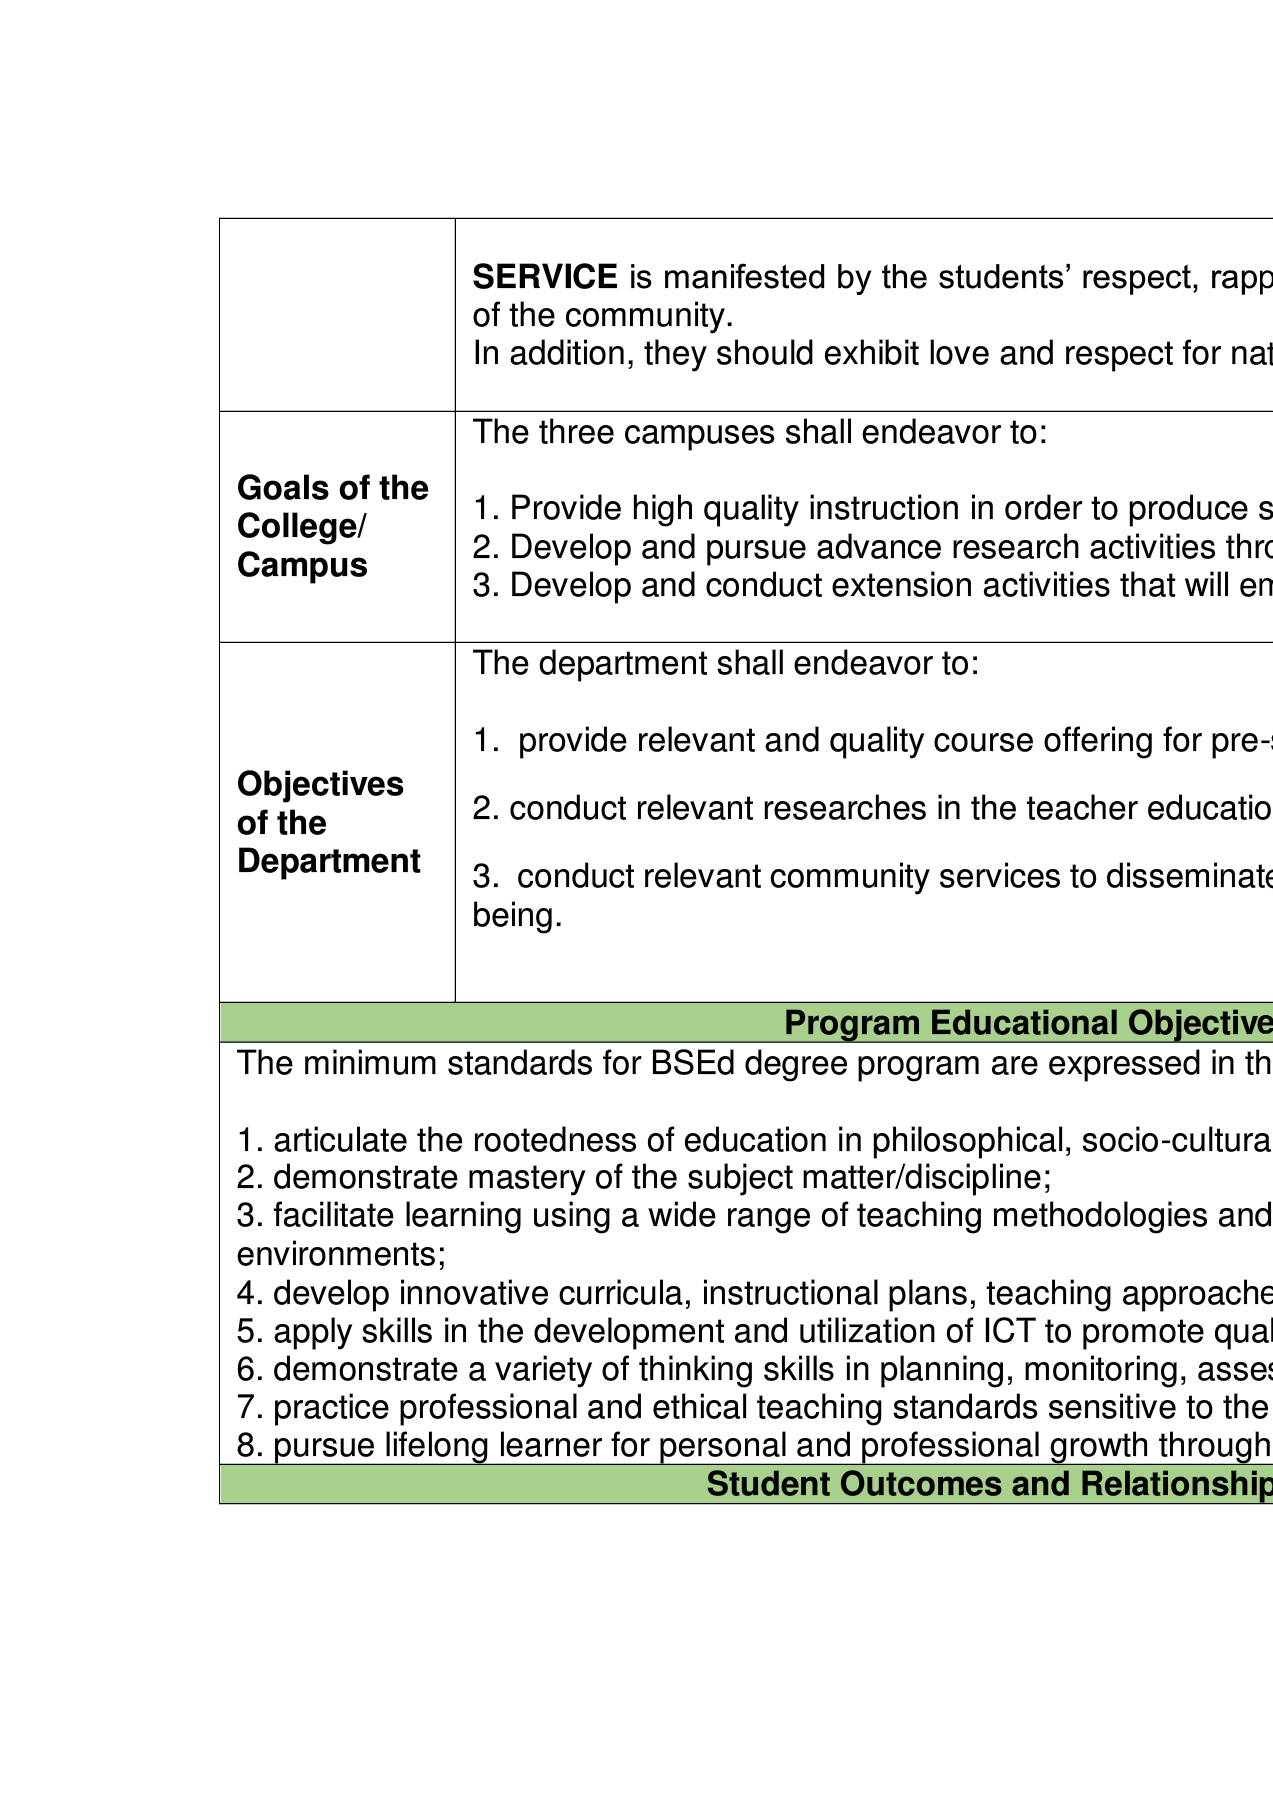 SERVICE is manifested by the students’ respect, rapp
of the community.
In addition, they should exhibit love and respect for nat
Goals of the
College/
Campus
The three campuses shall endeavor to:
1. Provide high quality instruction in order to produce s
2. Develop and pursue advance research activities thro
3. Develop and conduct extension activities that will em
Objectives
of the
Department
The department shall endeavor to:
1.  provide relevant and quality course offering for pre-s
2. conduct relevant researches in the teacher educatio
3.  conduct relevant community services to disseminate
being.
Program Educational Objective
The minimum standards for BSEd degree program are expressed in th
1. articulate the rootedness of education in philosophical, socio-cultura
2. demonstrate mastery of the subject matter/discipline;
3. facilitate learning using a wide range of teaching methodologies and
environments;
4. develop innovative curricula, instructional plans, teaching approache
5. apply skills in the development and utilization of ICT to promote qual
6. demonstrate a variety of thinking skills in planning, monitoring, asses
7. practice professional and ethical teaching standards sensitive to the
8. pursue lifelong learner for personal and professional growth through
Student Outcomes and Relationship